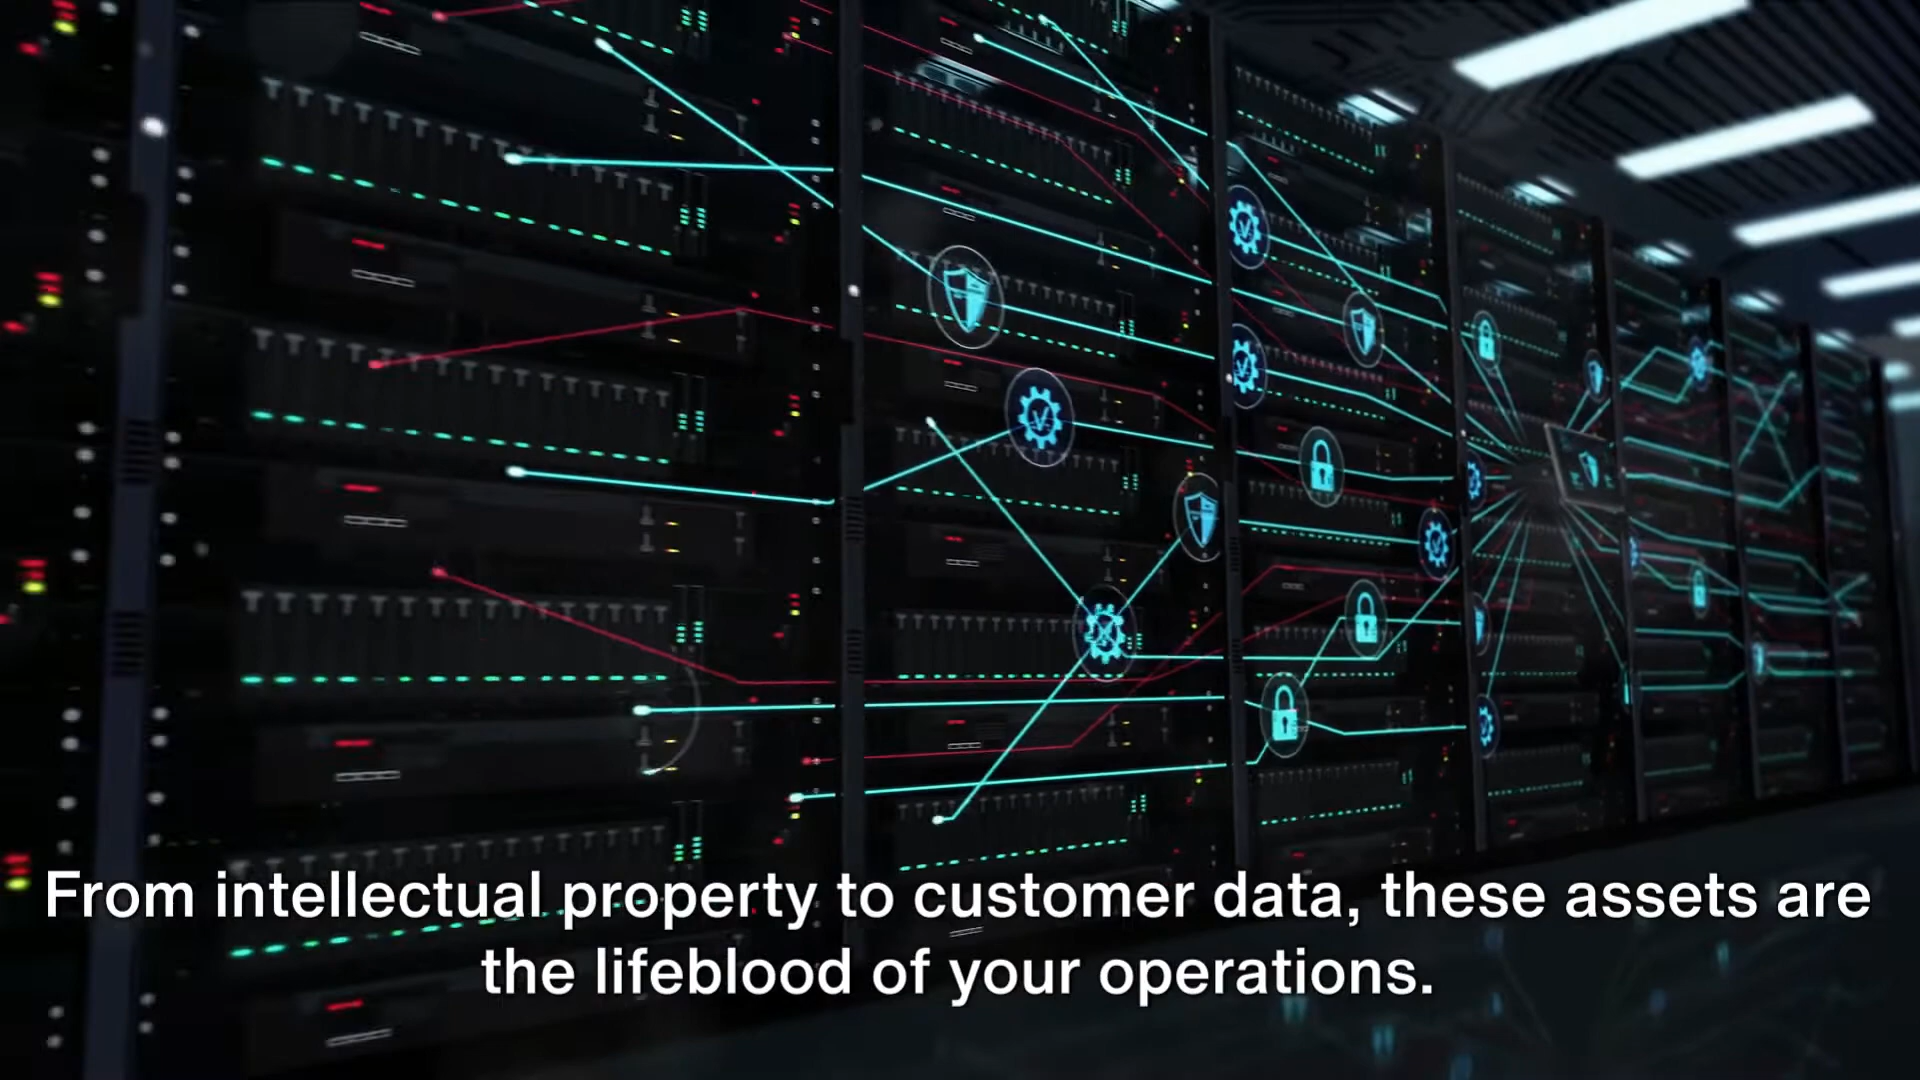 From intellectual property to customer data, these assets are
the lifeblood of your operations.